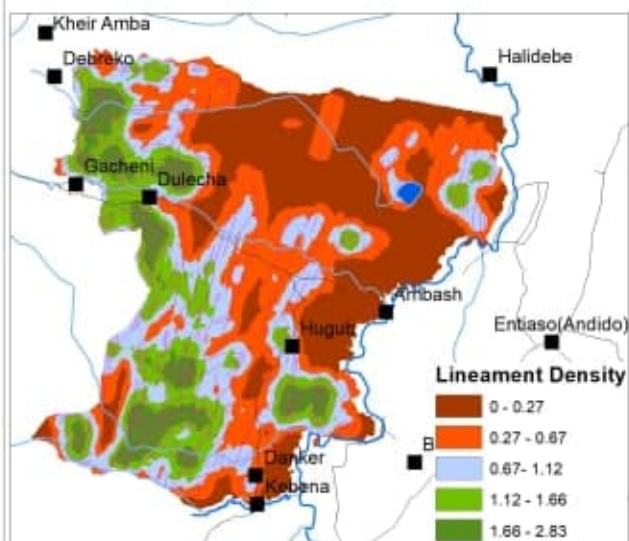 Kheir Amba
Debreko
Halidebe
Gacheni
Dulecha
Ambash
Entiaso(Andido)
Hugub
Lineament Density
0 - 0.27
0.27 - 0.67
B
0.67- 1.12
Danker
1.12 - 1.66
Kebena
1.66 - 2.83